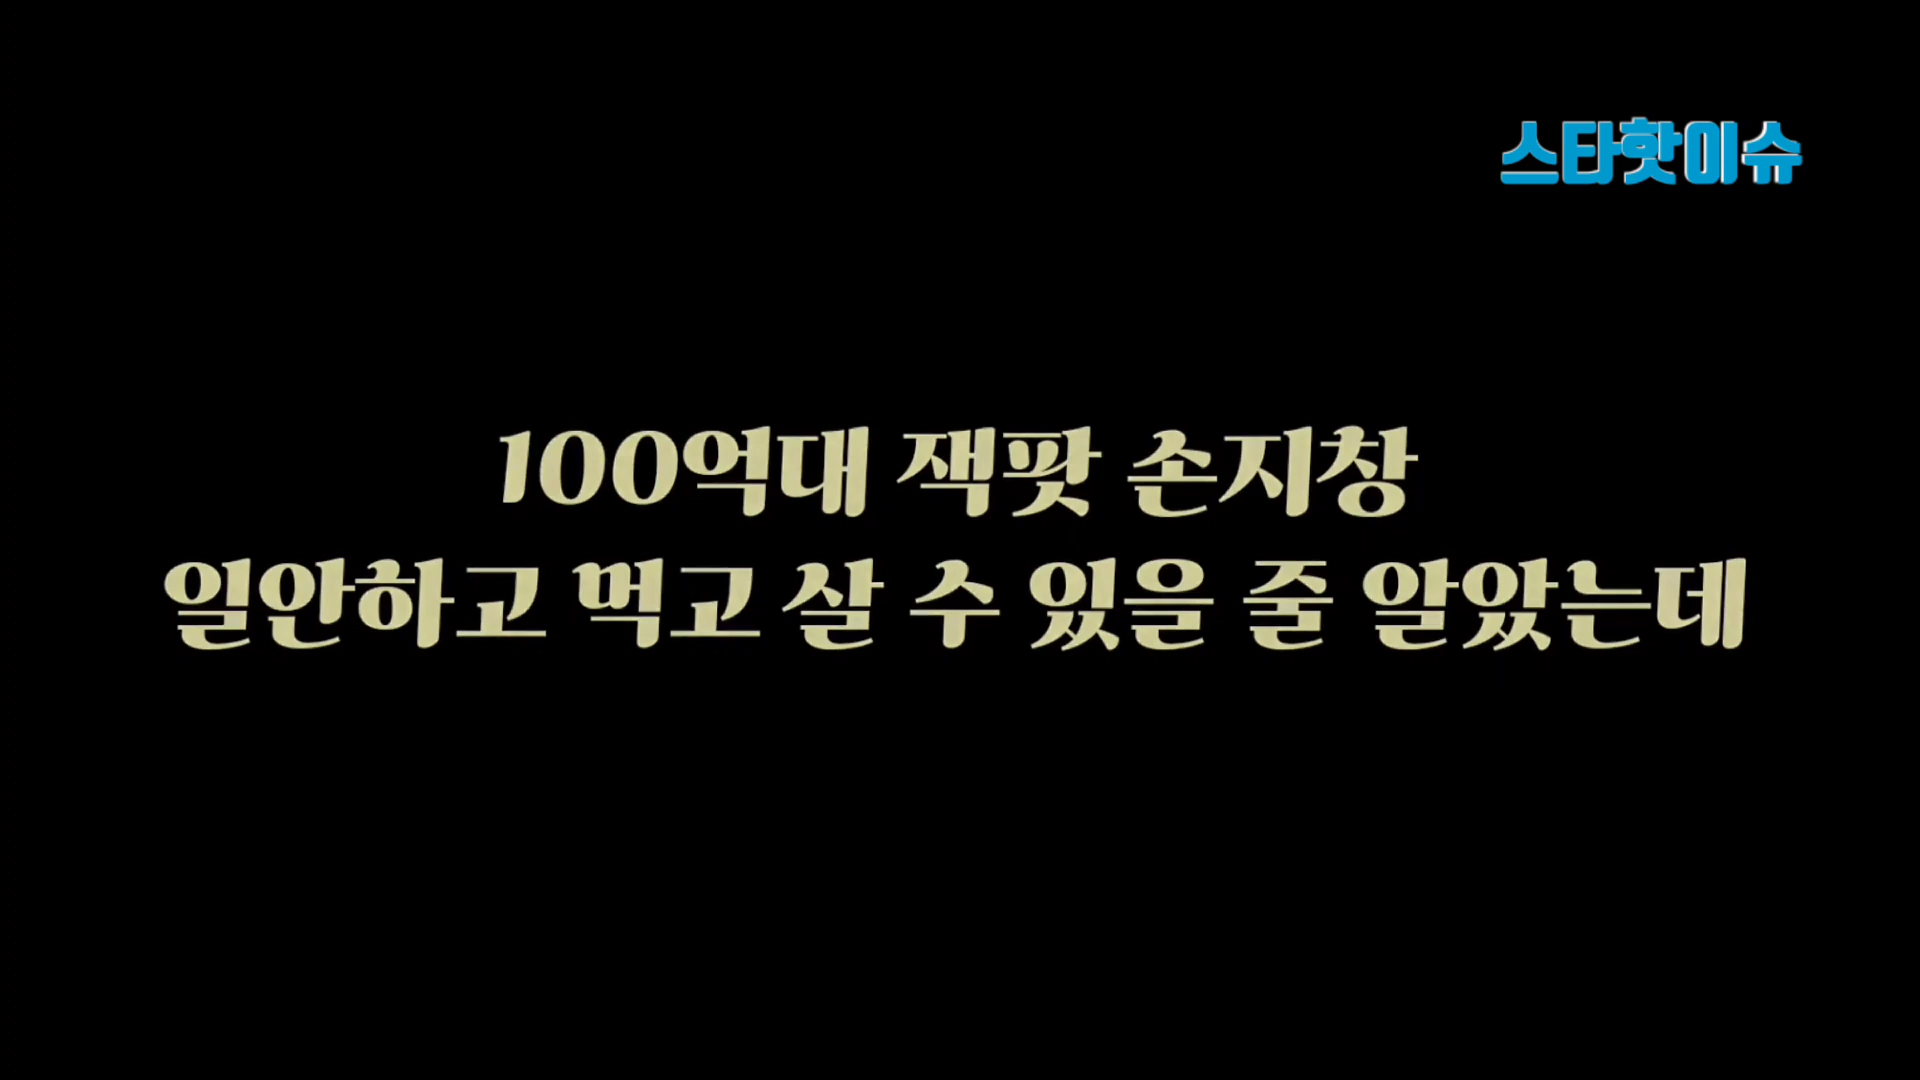 스타핫이슈
100억대 잭팟 손지창
일안하고 먹고 살 수 있을 줄 알았는데